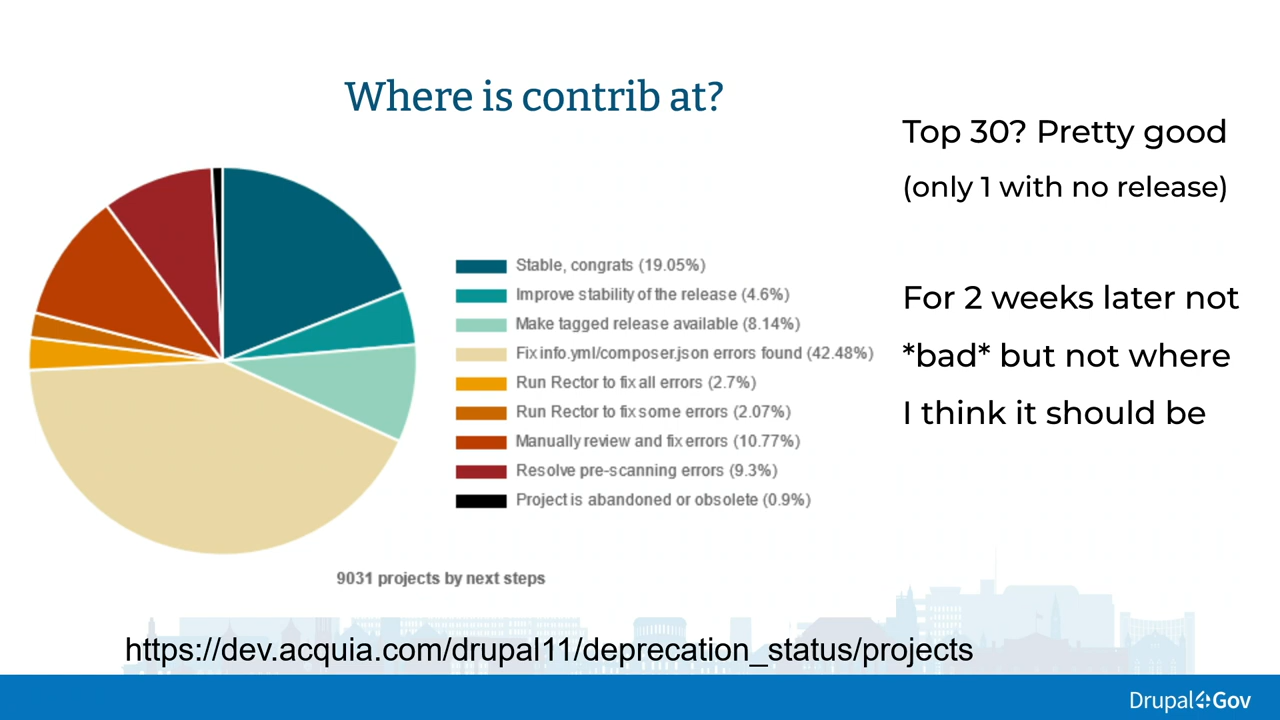 Where is contrib at?
Top 30? Pretty good
(only 1 with no release)
For 2 weeks later not
*bad* but not where
I think it should be
Stable, congrats (19.05%)
Improve stability of the release (4.6%)
Make tagged release available (8.14%)
Fix info.yml/composer.json errors found (42.48%)
Run Rector to fix all errors (2.7%)
Run Rector to fix some errors (2.07%)
Manually review and fix errors (10.77%)
Resolve pre-scanning errors (9.3%)
Project is abandoned or obsolete (0.9%)
9031 projects by next steps
https://dev.acquia.com/drupal11/deprecation_status/projects
Drupal4Gov